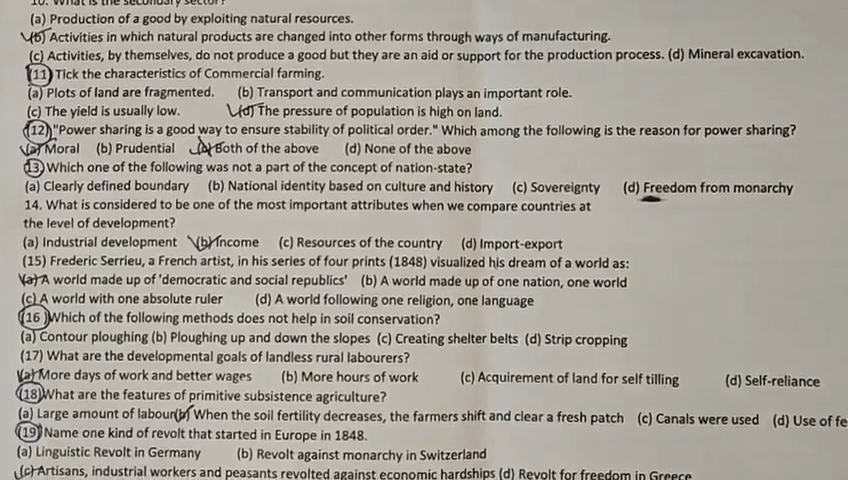 10. What is the secondary sector?
(a) Production of a good by exploiting natural resources.
(b) Activities in which natural products are changed into other forms through ways of manufacturing.
(c) Activities, by themselves, do not produce a good but they are an aid or support for the production process. (d) Mineral excavation.
(11) Tick the characteristics of Commercial farming.
(a) Plots of land are fragmented. (b) Transport and communication plays an important role.
(c) The yield is usually low. (d) The pressure of population is high on land.
(12) "Power sharing is a good way to ensure stability of political order." Which among the following is the reason for power sharing?
(a) Moral (b) Prudential (c) Both of the above (d) None of the above
13. Which one of the following was not a part of the concept of nation-state?
(a) Clearly defined boundary (b) National identity based on culture and history (c) Sovereignty (d) Freedom from monarchy
14. What is considered to be one of the most important attributes when we compare countries at
the level of development?
(a) Industrial development (b) Income (c) Resources of the country (d) Import-export
(15) Frederic Serrieu, a French artist, in his series of four prints (1848) visualized his dream of a world as:
(a) A world made up of 'democratic and social republics' (b) A world made up of one nation, one world
(c) A world with one absolute ruler (d) A world following one religion, one language
(16 )Which of the following methods does not help in soil conservation?
(a) Contour ploughing (b) Ploughing up and down the slopes (c) Creating shelter belts (d) Strip cropping
(17) What are the developmental goals of landless rural labourers?
(a) More days of work and better wages (b) More hours of work (c) Acquirement of land for self tilling (d) Self-reliance
(18)What are the features of primitive subsistence agriculture?
(a) Large amount of labour(b) When the soil fertility decreases, the farmers shift and clear a fresh patch (c) Canals were used (d) Use of fe
(19) Name one kind of revolt that started in Europe in 1848.
(a) Linguistic Revolt in Germany (b) Revolt against monarchy in Switzerland
(c) Artisans, industrial workers and peasants revolted against economic hardships (d) Revolt for freedom in Greece